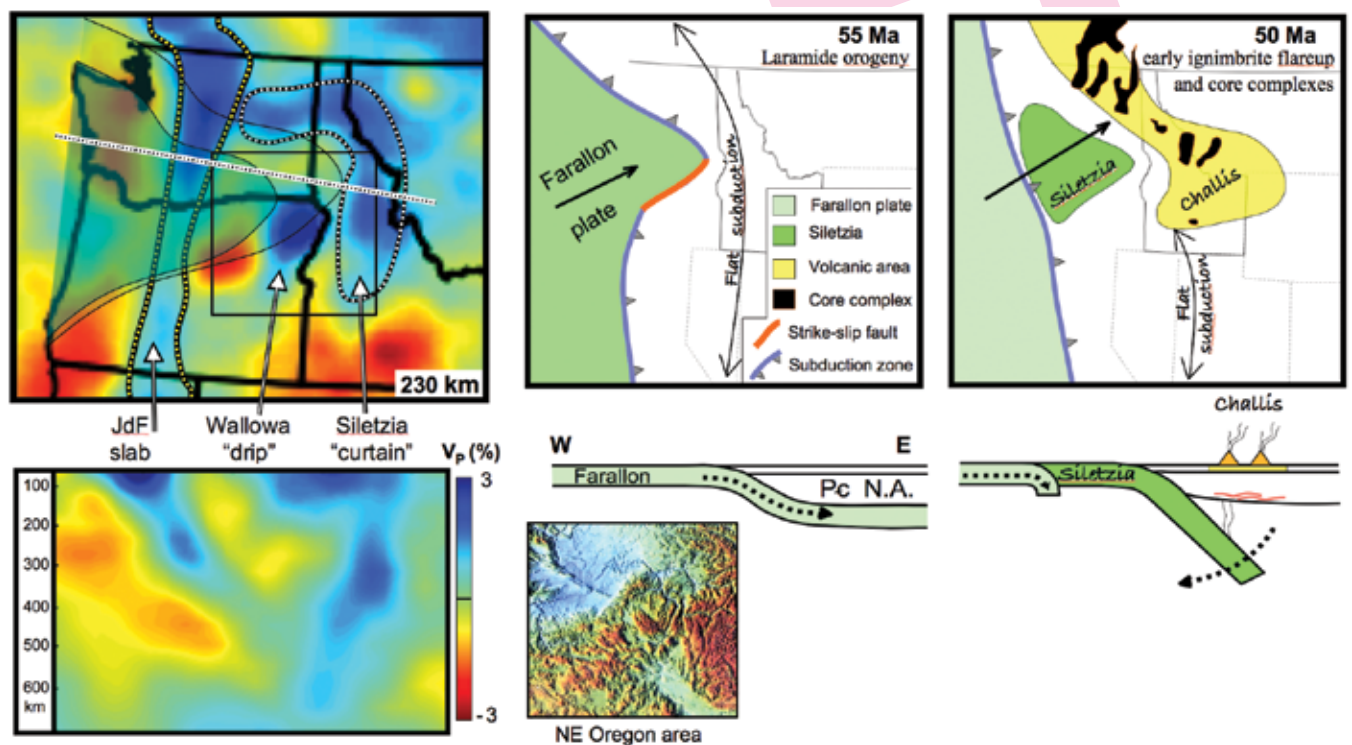 230 km
JdF
slab
Wallowa
"drip"
Siletzia
"curtain"
VP (%)
3
-3
100
200
300
400
500
600
km
55 Ma
Laramide orogeny
Farallon
plate
Flat
subduction
Farallon plate
Siletzia
Volcanic area
Core complex
Strike-slip fault
Subduction zone
50 Ma
early ignimbrite flareup
and core complexes
Siletzia
Challis
Flat
subduction
W
E
Farallon
Pc N.A.
NE Oregon area
Challis
Siletzia